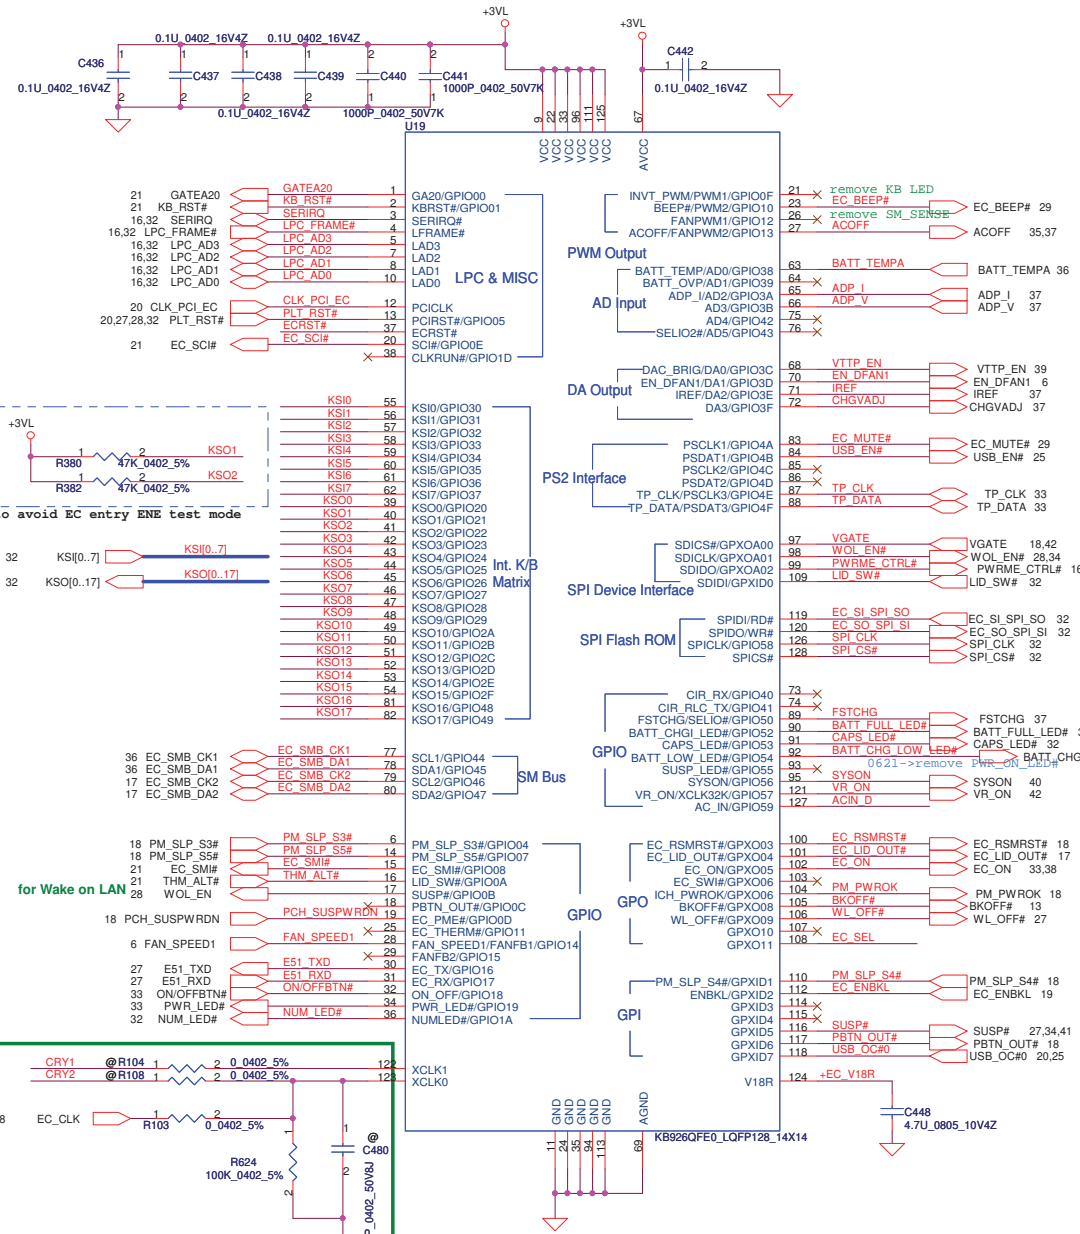 +3VL
+3VL
0.1U_0402_16V4Z 0.1U_0402_16V4Z
C436 C437 C438 C439 C440 C441
0.1U_0402_16V4Z 1000P_0402_50V7K
0.1U_0402_16V4Z 1000P_0402_50V7K
C442
0.1U_0402_16V4Z
U19
9 22 33 96 111 125 67
VCC VCC VCC VCC VCC VCC AVCC
21 GATEA20 GATEA20 1 GA20/GPIO00
21 KB_RST# KB_RST# 2 KBRST#/GPIO01
16,32 SERIRQ SERIRQ 3 SERIRQ#
16,32 LPC_FRAME# LPC_FRAME# 4 LFRAME#
16,32 LPC_AD3 LPC_AD3 5 LAD3
16,32 LPC_AD2 LPC_AD2 7 LAD2
16,32 LPC_AD1 LPC_AD1 8 LAD1
16,32 LPC_AD0 LPC_AD0 10 LAD0
LPC & MISC
20 CLK_PCI_EC CLK_PCI_EC 12 PCICLK
20,27,28,32 PLT_RST# PLT_RST# 13 PCIRST#/GPIO05
ECRST# 37 ECRST#
21 EC_SCI# EC_SCI# 20 SCI#/GPIO0E
38 CLKRUN#/GPIO1D
INVT_PWM/PWM1/GPIO0F 21 remove KB LED
BEEP#/PWM2/GPIO10 23 EC_BEEP# EC_BEEP# 29
FANPWM1/GPIO12 26 remove SM_SENSE
ACOFF/FANPWM2/GPIO13 27 ACOFF ACOFF 35,37
PWM Output
BATT_TEMP/AD0/GPIO38 63 BATT_TEMPA BATT_TEMPA 36
BATT_OVP/AD1/GPIO39 64
ADP_I/AD2/GPIO3A 65 ADP_I ADP_I 37
AD Input AD3/GPIO3B 66 ADP_V ADP_V 37
AD4/GPIO42 75
SELIO2#/AD5/GPIO43 76
DAC_BRIG/DA0/GPIO3C 68 VTTP_EN VTTP_EN 39
EN_DFAN1/DA1/GPIO3D 70 EN_DFAN1 EN_DFAN1 6
DA Output IREF/DA2/GPIO3E 71 IREF IREF 37
DA3/GPIO3F 72 CHGVADJ CHGVADJ 37
+3VL
R380 47K_0402_5% KSO1
R382 47K_0402_5% KSO2
to avoid EC entry ENE test mode
32 KSI[0..7] KSI[0..7]
32 KSO[0..17] KSO[0..17]
KSI0 55 KSI0/GPIO30
KSI1 56 KSI1/GPIO31
KSI2 57 KSI2/GPIO32
KSI3 58 KSI3/GPIO33
KSI4 59 KSI4/GPIO34
KSI5 60 KSI5/GPIO35
KSI6 61 KSI6/GPIO36
KSI7 62 KSI7/GPIO37
KSO0 39 KSO0/GPIO20
KSO1 40 KSO1/GPIO21
KSO2 41 KSO2/GPIO22
KSO3 42 KSO3/GPIO23
KSO4 43 KSO4/GPIO24
KSO5 44 KSO5/GPIO25
KSO6 45 KSO6/GPIO26
KSO7 46 KSO7/GPIO27
KSO8 47 KSO8/GPIO28
KSO9 48 KSO9/GPIO29
KSO10 49 KSO10/GPIO2A
KSO11 50 KSO11/GPIO2B
KSO12 51 KSO12/GPIO2C
KSO13 52 KSO13/GPIO2D
KSO14 53 KSO14/GPIO2E
KSO15 54 KSO15/GPIO2F
KSO16 81 KSO16/GPIO48
KSO17 82 KSO17/GPIO49
Int. K/B
Matrix
PSCLK1/GPIO4A 83 EC_MUTE# EC_MUTE# 29
PSDAT1/GPIO4B 84 USB_EN# USB_EN# 25
PSCLK2/GPIO4C 85
PS2 Interface PSDAT2/GPIO4D 86
TP_CLK/PSCLK3/GPIO4E 87 TP_CLK TP_CLK 33
TP_DATA/PSDAT3/GPIO4F 88 TP_DATA TP_DATA 33
SDICS#/GPXOA00 97 VGATE VGATE 18,42
SDICLK/GPXOA01 98 WOL_EN# WOL_EN# 28,34
SDIDO/GPXOA02 99 PWRME_CTRL# PWRME_CTRL# 16
SDIDI/GPXID0 109 LID_SW# LID_SW# 32
SPI Device Interface
SPIDI/RD# 119 EC_SI_SPI_SO EC_SI_SPI_SO 32
SPIDO/WR# 120 EC_SO_SPI_SI EC_SO_SPI_SI 32
SPI Flash ROM SPICLK/GPIO58 126 SPI_CLK SPI_CLK 32
SPICS# 128 SPI_CS# SPI_CS# 32
CIR_RX/GPIO40 73
CIR_RLC_TX/GPIO41 74
FSTCHG/SELIO#/GPIO50 89 FSTCHG FSTCHG 37
BATT_CHGI_LED#/GPIO52 90 BATT_FULL_LED# BATT_FULL_LED#
CAPS_LED#/GPIO53 91 CAPS_LED# CAPS_LED# 32
GPIO BATT_LOW_LED#/GPIO54 92 BATT_CHG_LOW_LED# BATT_CHG
SUSP_LED#/GPIO55 93 0621->remove PWR_ON_LED#
SYSON/GPIO56 95 SYSON SYSON 40
VR_ON/XCLK32K/GPIO57 121 VR_ON VR_ON 42
AC_IN/GPIO59 127 ACIN_D
36 EC_SMB_CK1 EC_SMB_CK1 77 SCL1/GPIO44
36 EC_SMB_DA1 EC_SMB_DA1 78 SDA1/GPIO45
17 EC_SMB_CK2 EC_SMB_CK2 79 SCL2/GPIO46
17 EC_SMB_DA2 EC_SMB_DA2 80 SDA2/GPIO47
SM Bus
18 PM_SLP_S3# PM_SLP_S3# 6 PM_SLP_S3#/GPIO04
18 PM_SLP_S5# PM_SLP_S5# 14 PM_SLP_S5#/GPIO07
21 EC_SMI# EC_SMI# 15 EC_SMI#/GPIO08
21 THM_ALT# THM_ALT# 16 LID_SW#/GPIO0A
for Wake on LAN 28 WOL_EN 17 SUSP#/GPIO0B
18 PBTN_OUT#/GPIO0C
18 PCH_SUSPWRDN PCH_SUSPWRDN 19 EC_PME#/GPIO0D
25 EC_THERM#/GPIO11
6 FAN_SPEED1 FAN_SPEED1 28 FAN_SPEED1/FANFB1/GPIO14
29 FANFB2/GPIO15
27 E51_TXD E51_TXD 30 EC_TX/GPIO16
27 E51_RXD E51_RXD 31 EC_RX/GPIO17
33 ON/OFFBTN# ON/OFFBTN# 32 ON_OFF/GPIO18
33 PWR_LED# 34 PWR_LED#/GPIO19
32 NUM_LED# NUM_LED# 36 NUMLED#/GPIO1A
GPIO
EC_RSMRST#/GPXO03 100 EC_RSMRST# EC_RSMRST# 18
EC_LID_OUT#/GPXO04 101 EC_LID_OUT# EC_LID_OUT# 17
EC_ON/GPXO05 102 EC_ON EC_ON 33,38
EC_SWI#/GPXO06 103
GPO ICH_PWROK/GPXO06 104 PM_PWROK PM_PWROK 18
BKOFF#/GPXO08 105 BKOFF# BKOFF# 13
WL_OFF#/GPXO09 106 WL_OFF# WL_OFF# 27
GPXO10 107
GPXO11 108 EC_SEL
PM_SLP_S4#/GPXID1 110 PM_SLP_S4# PM_SLP_S4# 18
ENBKL/GPXID2 112 EC_ENBKL EC_ENBKL 19
GPXID3 114
GPI GPXID4 115
GPXID5 116 SUSP# SUSP# 27,34,41
GPXID6 117 PBTN_OUT# PBTN_OUT# 18
GPXID7 118 USB_OC#0 USB_OC#0 20,25
V18R 124 +EC_V18R
C448
4.7U_0805_10V4Z
CRY1 @R104 0_0402_5% 122 XCLK1
CRY2 @R108 0_0402_5% 123 XCLK0
8 EC_CLK R103 0_0402_5%
R624
100K_0402_5%
@
C480
P_0402_50V8J
GND GND GND GND GND AGND
11 24 35 94 113 69
KB926QFE0_LQFP128_14X14